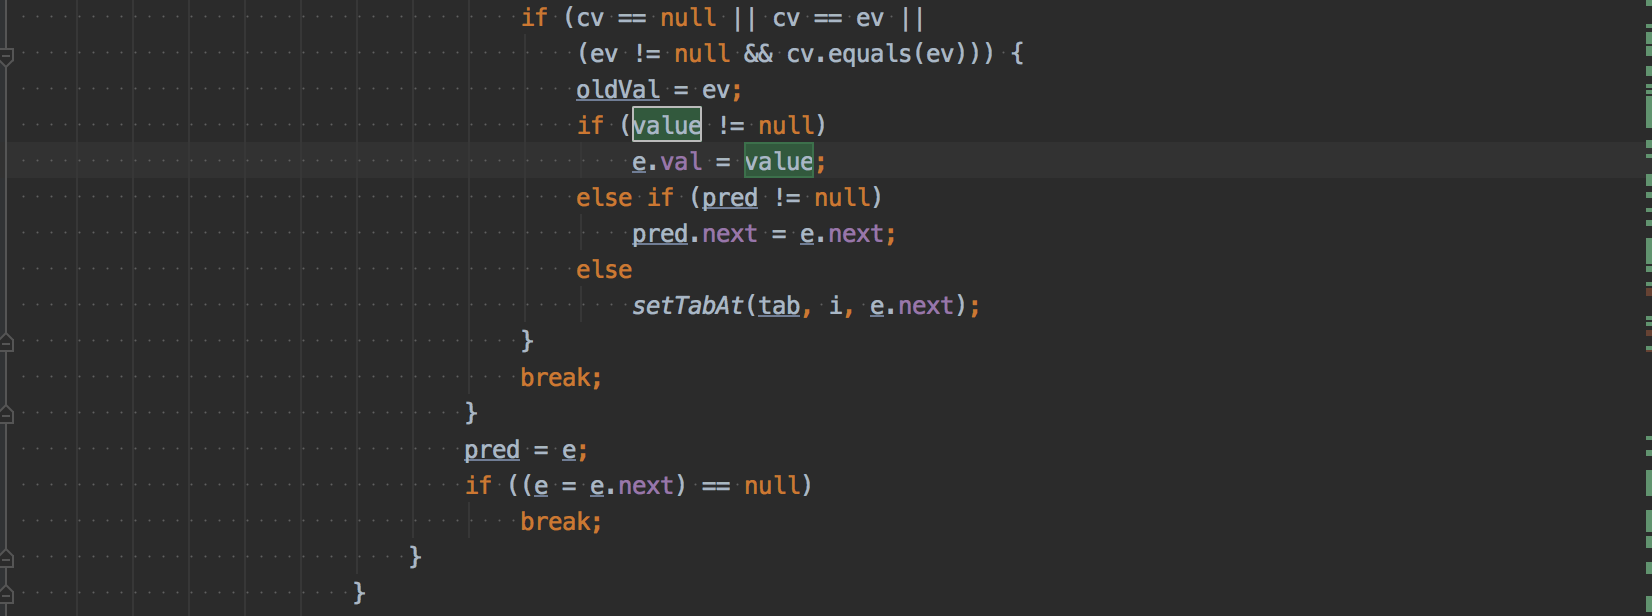 if (cv == null || cv == ev ||
(ev != null && cv.equals(ev))) {
oldVal = ev;
if (value != null)
e.val = value;
else if (pred != null)
pred.next = e.next;
else
setTabAt(tab, i, e.next);
}
break;
}
pred = e;
if ((e = e.next) == null)
break;
}
}